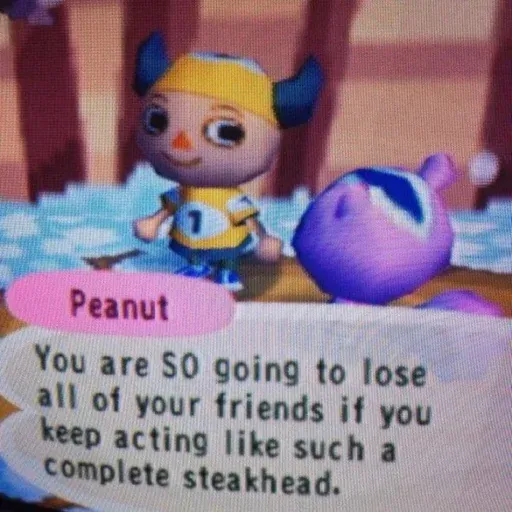 1
Peanut
You are SO going to lose
all of your friends if you
keep acting like such a
complete steakhead.